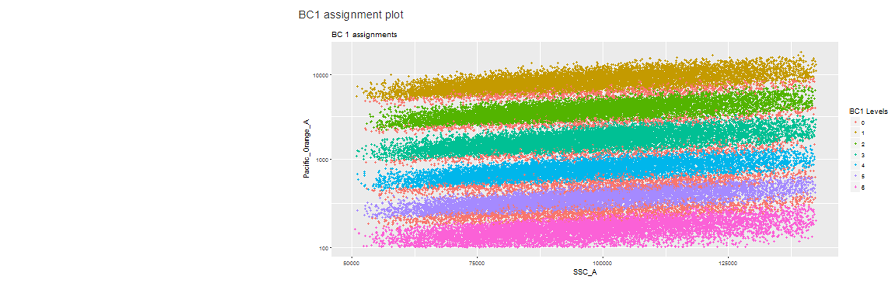 BC1 assignment plot
BC 1 assignments
10000
1000
100
Pacific_Orange_A
50000
75000
100000
125000
SSC_A
BC1 Levels
0
1
2
3
4
5
6